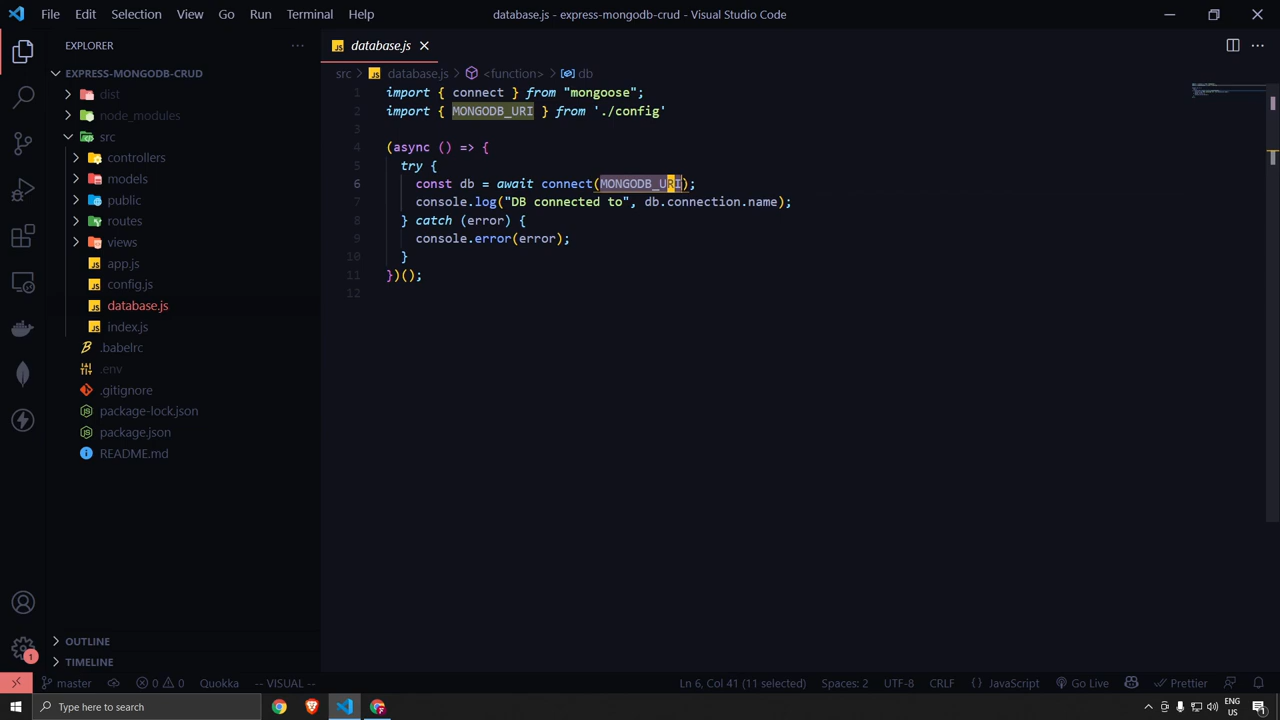 File Edit Selection View Go Run Terminal Help
database.js - express-mongodb-crud - Visual Studio Code
EXPLORER
EXPRESS-MONGODB-CRUD
dist
node_modules
src
controllers
models
public
routes
views
app.js
config.js
database.js
index.js
.babelrc
.env
.gitignore
package-lock.json
package.json
README.md
OUTLINE
TIMELINE
database.js
src > database.js > <function> > db
1 import { connect } from "mongoose";
2 import { MONGODB_URI } from './config'
3
4 (async () => {
5 try {
6 const db = await connect(MONGODB_URI);
7 console.log("DB connected to", db.connection.name);
8 } catch (error) {
9 console.error(error);
10 }
11 })();
12
1
master 0 0 Quokka -- VISUAL -- Ln 6, Col 41 (11 selected) Spaces: 2 UTF-8 CRLF {} JavaScript Go Live Prettier
Type here to search
ENG
US
1